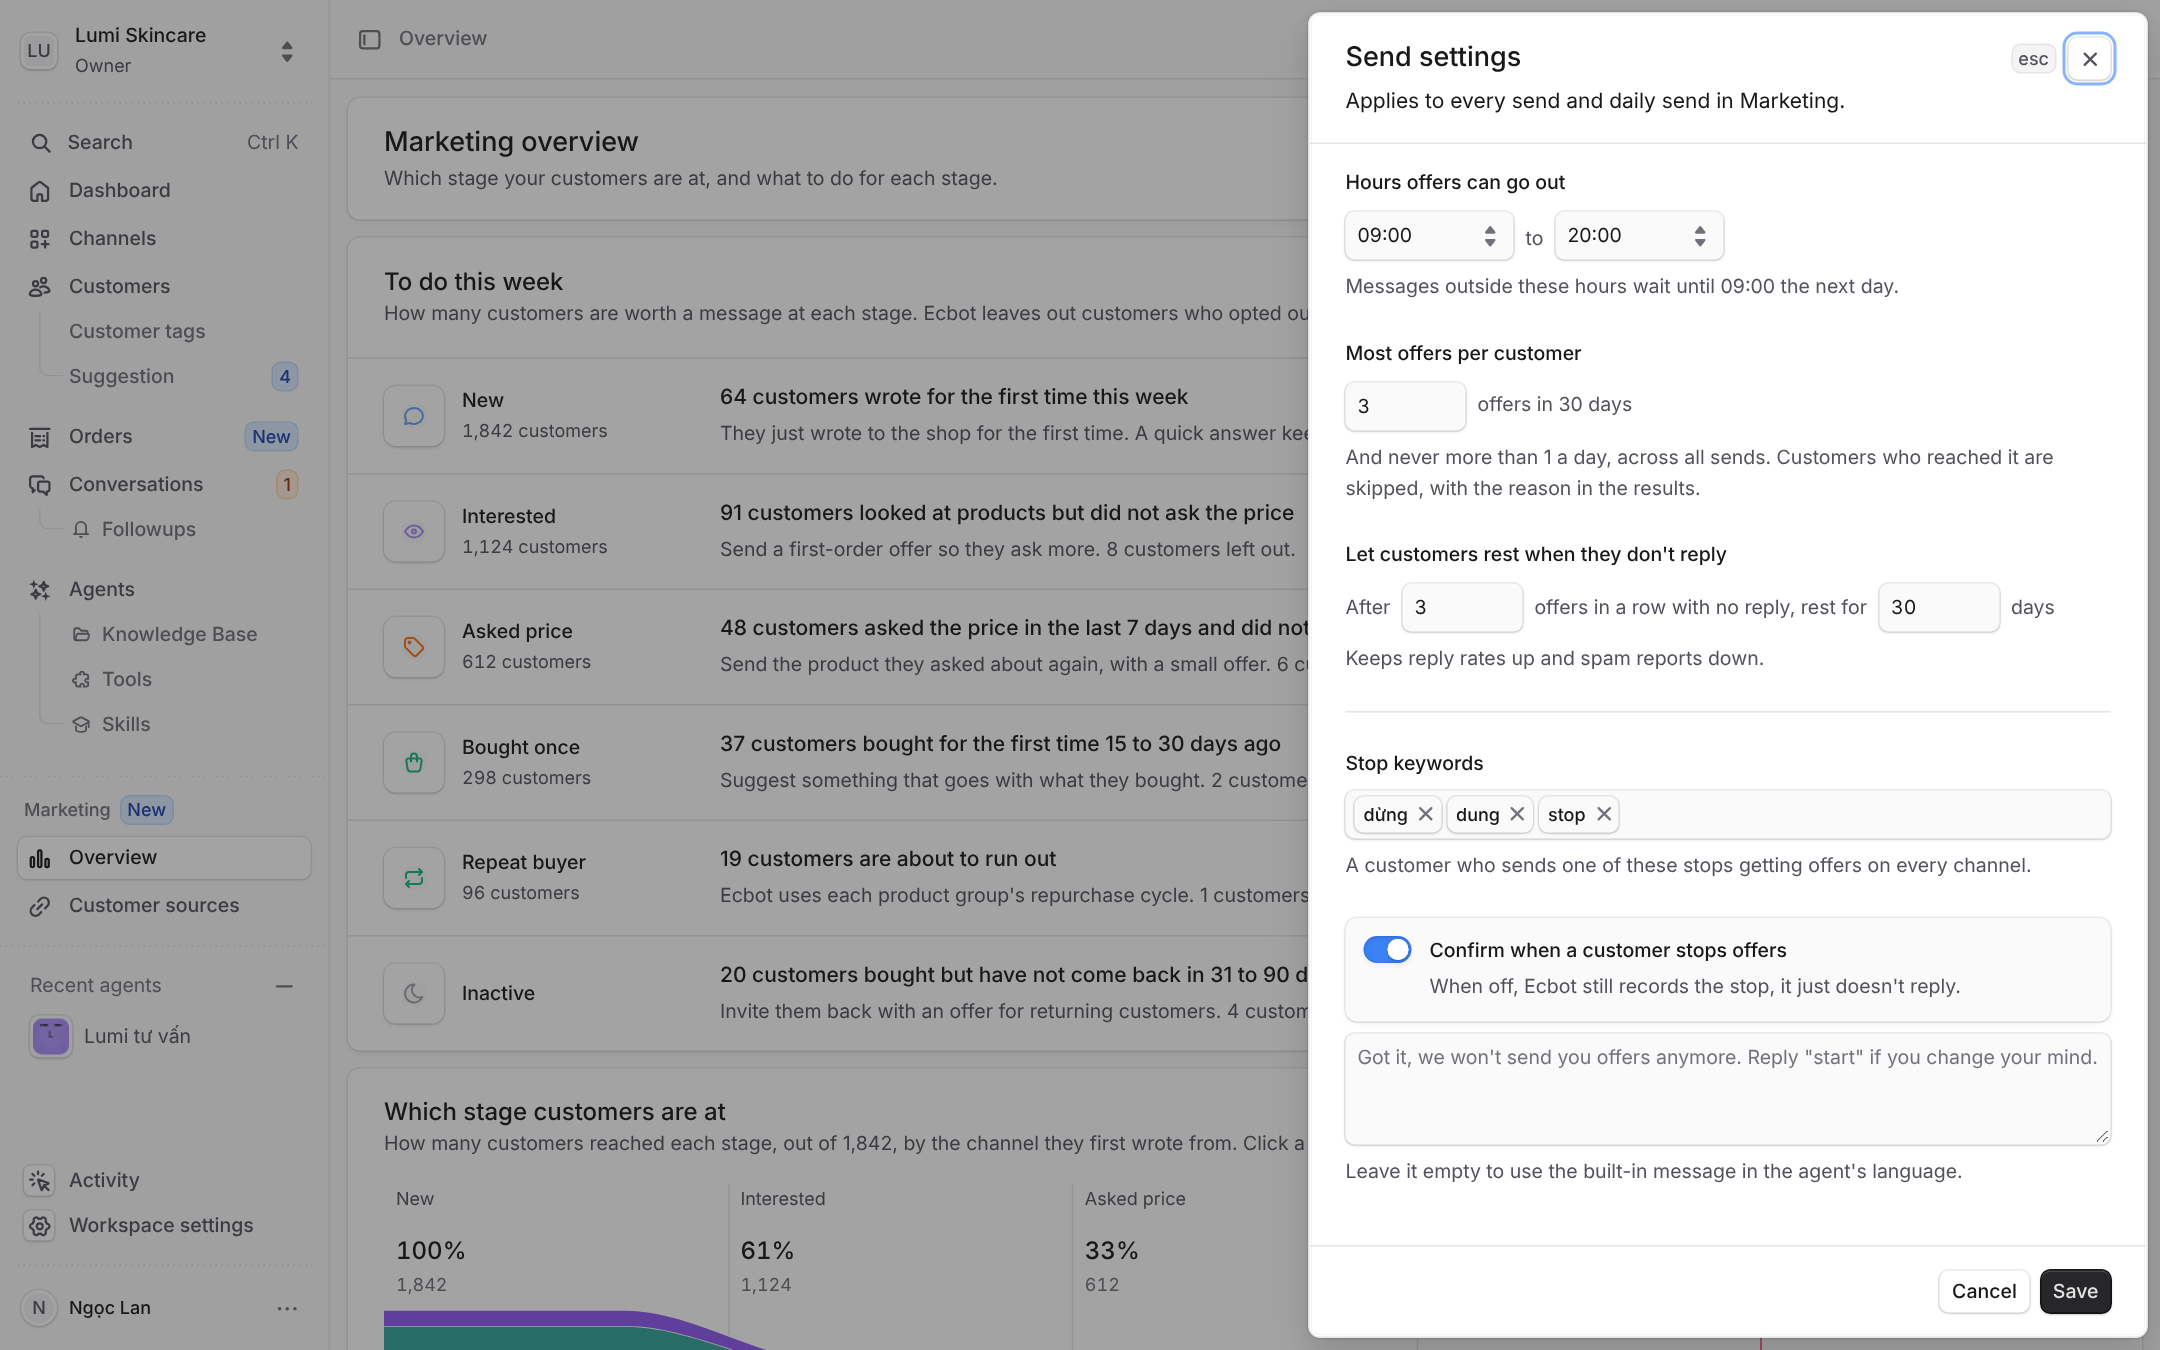 LU
Lumi Skincare
Owner
Search
Ctrl K
Dashboard
Channels
Customers
Customer tags
Suggestion
4
Orders
New
Conversations
1
Followups
Agents
Knowledge Base
Tools
Skills
Marketing
New
Overview
Customer sources
Recent agents
Lumi tư vấn
Activity
Workspace settings
N
Ngọc Lan
Overview
Marketing overview
Which stage your customers are at, and what to do for each stage.
To do this week
How many customers are worth a message at each stage. Ecbot leaves out customers who opted ou
New
1,842 customers
64 customers wrote for the first time this week
They just wrote to the shop for the first time. A quick answer kee
Interested
1,124 customers
91 customers looked at products but did not ask the price
Send a first-order offer so they ask more. 8 customers left out.
Asked price
612 customers
48 customers asked the price in the last 7 days and did not
Send the product they asked about again, with a small offer. 6 cu
Bought once
298 customers
37 customers bought for the first time 15 to 30 days ago
Suggest something that goes with what they bought. 2 custome
Repeat buyer
96 customers
19 customers are about to run out
Ecbot uses each product group's repurchase cycle. 1 customers
Inactive
20 customers bought but have not come back in 31 to 90 d
Invite them back with an offer for returning customers. 4 custom
Which stage customers are at
How many customers reached each stage, out of 1,842, by the channel they first wrote from. Click a
New
100%
1,842
Interested
61%
1,124
Asked price
33%
612
Send settings
esc
Applies to every send and daily send in Marketing.
Hours offers can go out
09:00
to
20:00
Messages outside these hours wait until 09:00 the next day.
Most offers per customer
3
offers in 30 days
And never more than 1 a day, across all sends. Customers who reached it are
skipped, with the reason in the results.
Let customers rest when they don't reply
After
3
offers in a row with no reply, rest for
30
days
Keeps reply rates up and spam reports down.
Stop keywords
dừng
dung
stop
A customer who sends one of these stops getting offers on every channel.
Confirm when a customer stops offers
When off, Ecbot still records the stop, it just doesn't reply.
Got it, we won't send you offers anymore. Reply "start" if you change your mind.
Leave it empty to use the built-in message in the agent's language.
Cancel
Save